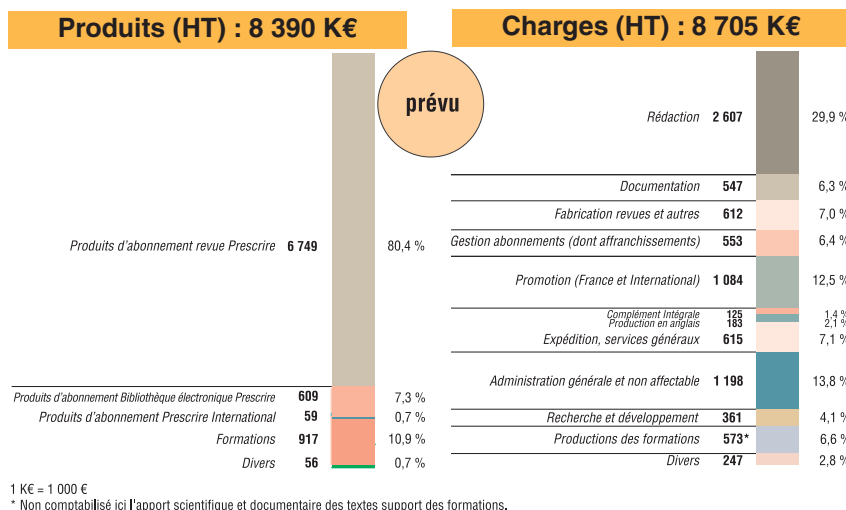 Produits (HT) : 8 390 K€
Charges (HT) : 8 705 K€
prévu
Produits d'abonnement revue Prescrire 6 749 80,4 %
Produits d'abonnement Bibliothèque électronique Prescrire 609 7,3 %
Produits d'abonnement Prescrire International 59 0,7 %
Formations 917 10,9 %
Divers 56 0,7 %
Rédaction 2 607 29,9 %
Documentation 547 6,3 %
Fabrication revues et autres 612 7,0 %
Gestion abonnements (dont affranchissements) 553 6,4 %
Promotion (France et International) 1 084 12,5 %
Complément Intégrale 125 1,4 %
Production en anglais 183 2,1 %
Expédition, services généraux 615 7,1 %
Administration générale et non affectable 1 198 13,8 %
Recherche et développement 361 4,1 %
Productions des formations 573* 6,6 %
Divers 247 2,8 %
1 K€ = 1 000 €
* Non comptabilisé ici l'apport scientifique et documentaire des textes support des formations.